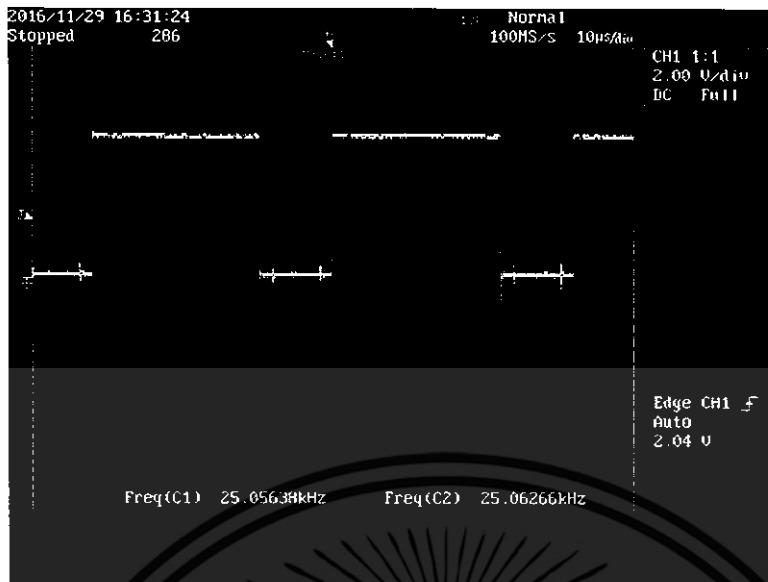 2016/11/29 16:31:24 Normal
Stopped 286 100MS/s 10µs/div
CH1 1:1
2.00 V/div
DC Full
Edge CH1
Auto
2.04 V
Freq(C1) 25.05638kHz Freq(C2) 25.06266kHz